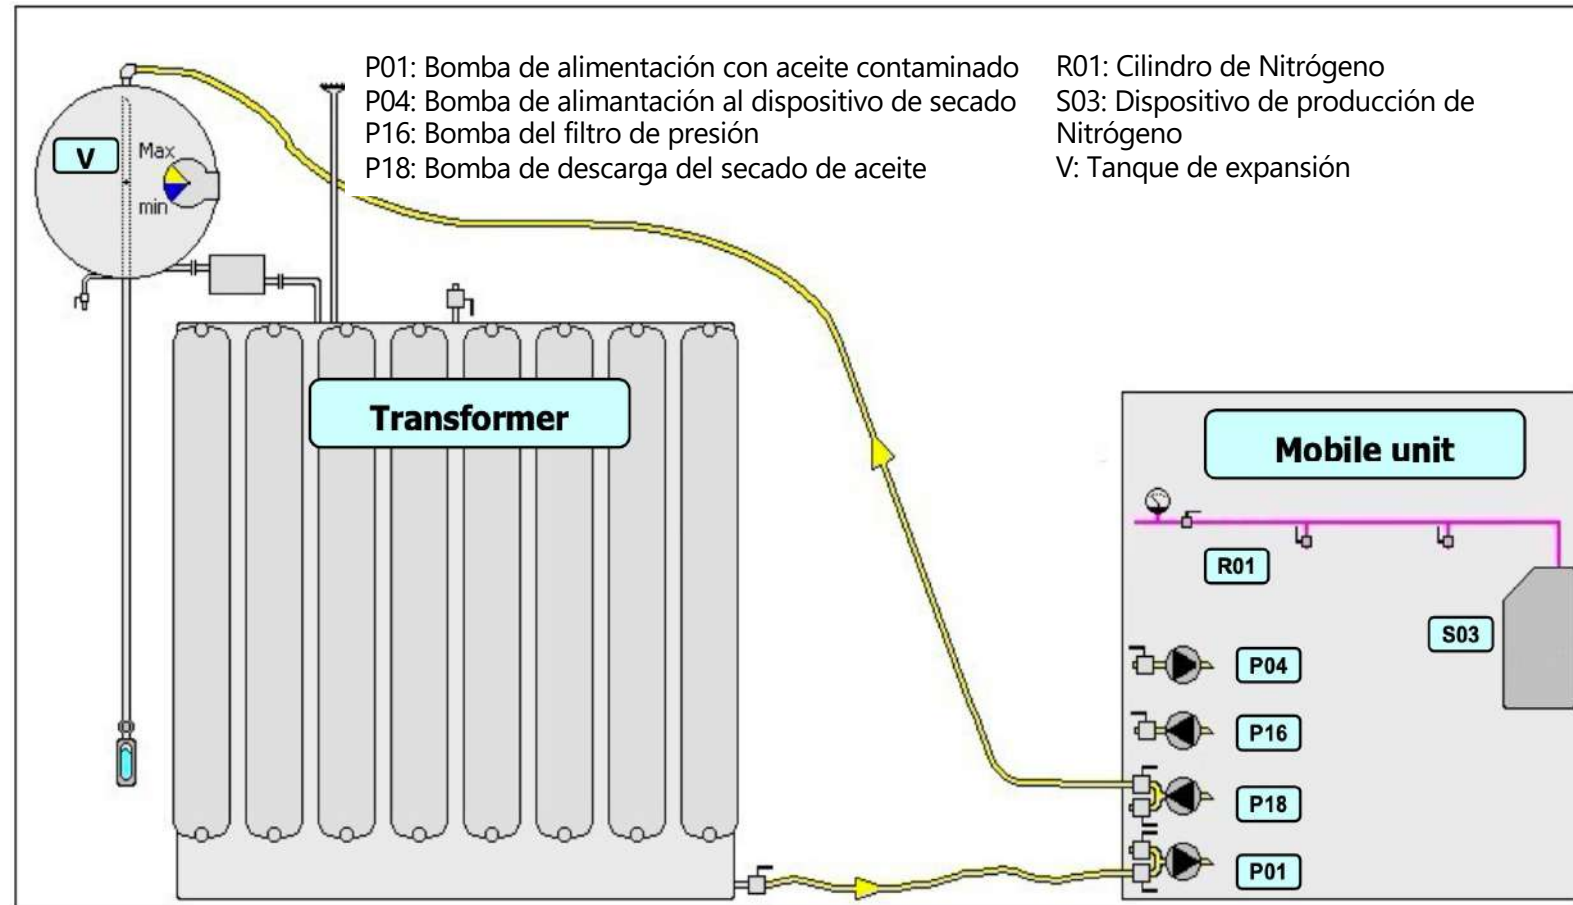 P01: Bomba de alimentación con aceite contaminado
P04: Bomba de alimantación al dispositivo de secado
P16: Bomba del filtro de presión
P18: Bomba de descarga del secado de aceite
R01: Cilindro de Nitrógeno
S03: Dispositivo de producción de
Nitrógeno
V: Tanque de expansión
V
Max
min
Transformer
Mobile unit
R01
S03
P04
P16
P18
P01